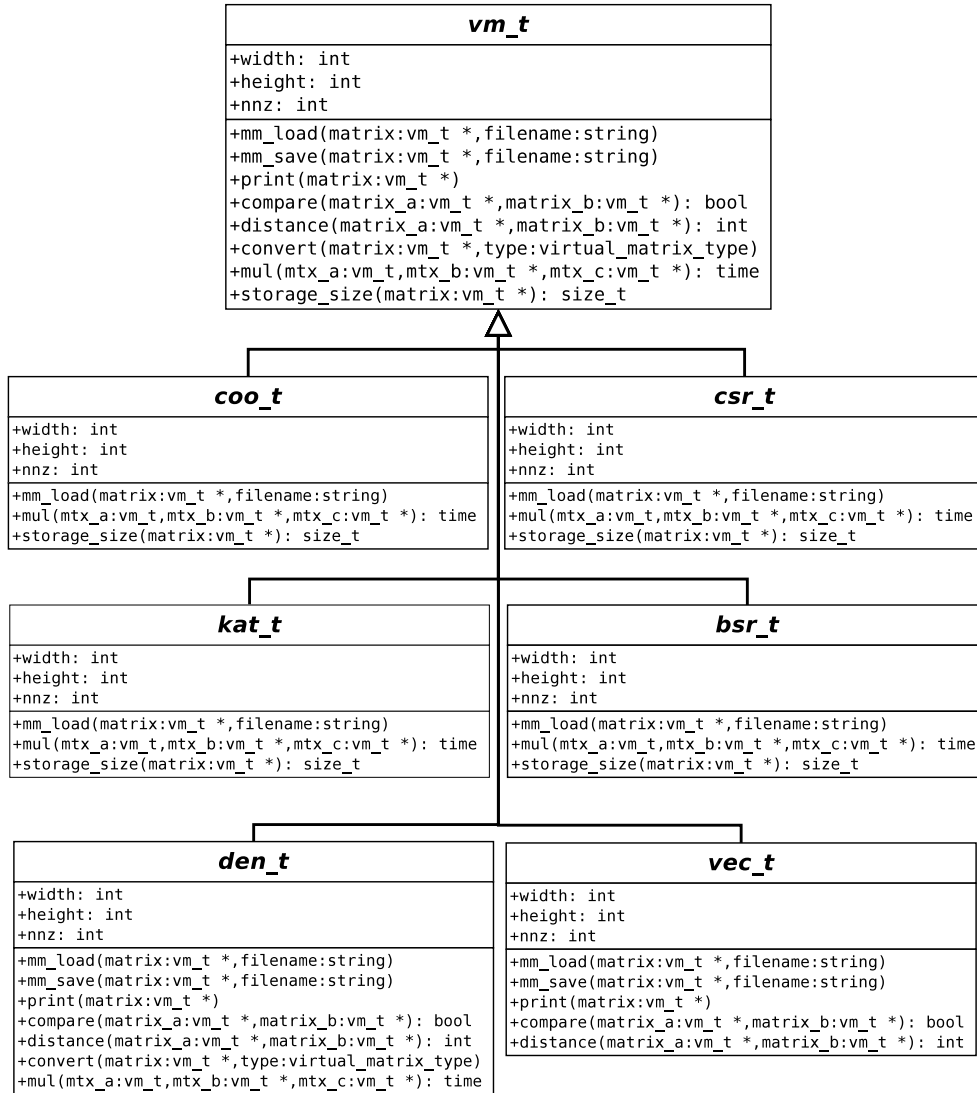 vm_t
+width: int
+height: int
+nnz: int
+mm_load(matrix:vm_t *,filename:string)
+mm_save(matrix:vm_t *,filename:string)
+print(matrix:vm_t *)
+compare(matrix_a:vm_t *,matrix_b:vm_t *): bool
+distance(matrix_a:vm_t *,matrix_b:vm_t *): int
+convert(matrix:vm_t *,type:virtual_matrix_type)
+mul(mtx_a:vm_t,mtx_b:vm_t *,mtx_c:vm_t *): time
+storage_size(matrix:vm_t *): size_t
coo_t
+width: int
+height: int
+nnz: int
+mm_load(matrix:vm_t *,filename:string)
+mul(mtx_a:vm_t,mtx_b:vm_t *,mtx_c:vm_t *): time
+storage_size(matrix:vm_t *): size_t
csr_t
+width: int
+height: int
+nnz: int
+mm_load(matrix:vm_t *,filename:string)
+mul(mtx_a:vm_t,mtx_b:vm_t *,mtx_c:vm_t *): time
+storage_size(matrix:vm_t *): size_t
kat_t
+width: int
+height: int
+nnz: int
+mm_load(matrix:vm_t *,filename:string)
+mul(mtx_a:vm_t,mtx_b:vm_t *,mtx_c:vm_t *): time
+storage_size(matrix:vm_t *): size_t
bsr_t
+width: int
+height: int
+nnz: int
+mm_load(matrix:vm_t *,filename:string)
+mul(mtx_a:vm_t,mtx_b:vm_t *,mtx_c:vm_t *): time
+storage_size(matrix:vm_t *): size_t
den_t
+width: int
+height: int
+nnz: int
+mm_load(matrix:vm_t *,filename:string)
+mm_save(matrix:vm_t *,filename:string)
+print(matrix:vm_t *)
+compare(matrix_a:vm_t *,matrix_b:vm_t *): bool
+distance(matrix_a:vm_t *,matrix_b:vm_t *): int
+convert(matrix:vm_t *,type:virtual_matrix_type)
+mul(mtx_a:vm_t,mtx_b:vm_t *,mtx_c:vm_t *): time
vec_t
+width: int
+height: int
+nnz: int
+mm_load(matrix:vm_t *,filename:string)
+mm_save(matrix:vm_t *,filename:string)
+print(matrix:vm_t *)
+compare(matrix_a:vm_t *,matrix_b:vm_t *): bool
+distance(matrix_a:vm_t *,matrix_b:vm_t *): int